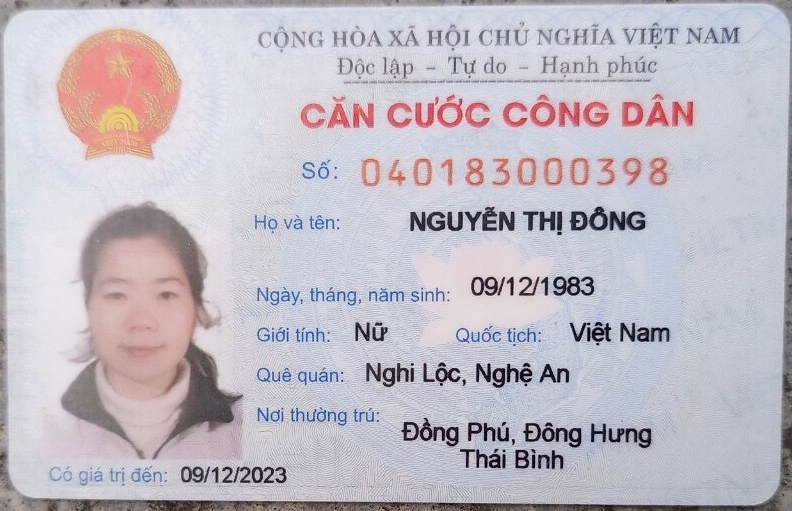 CỘNG HÒA XÃ HỘI CHỦ NGHĨA VIỆT NAM
Độc lập - Tự do - Hạnh phúc
CĂN CƯỚC CÔNG DÂN
Số: 040183000398
Họ và tên: NGUYỄN THỊ ĐÔNG
Ngày, tháng, năm sinh: 09/12/1983
Giới tính: Nữ Quốc tịch: Việt Nam
Quê quán: Nghi Lộc, Nghệ An
Nơi thường trú: Đồng Phú, Đông Hưng
Thái Bình
Có giá trị đến: 09/12/2023
VIỆT NAM